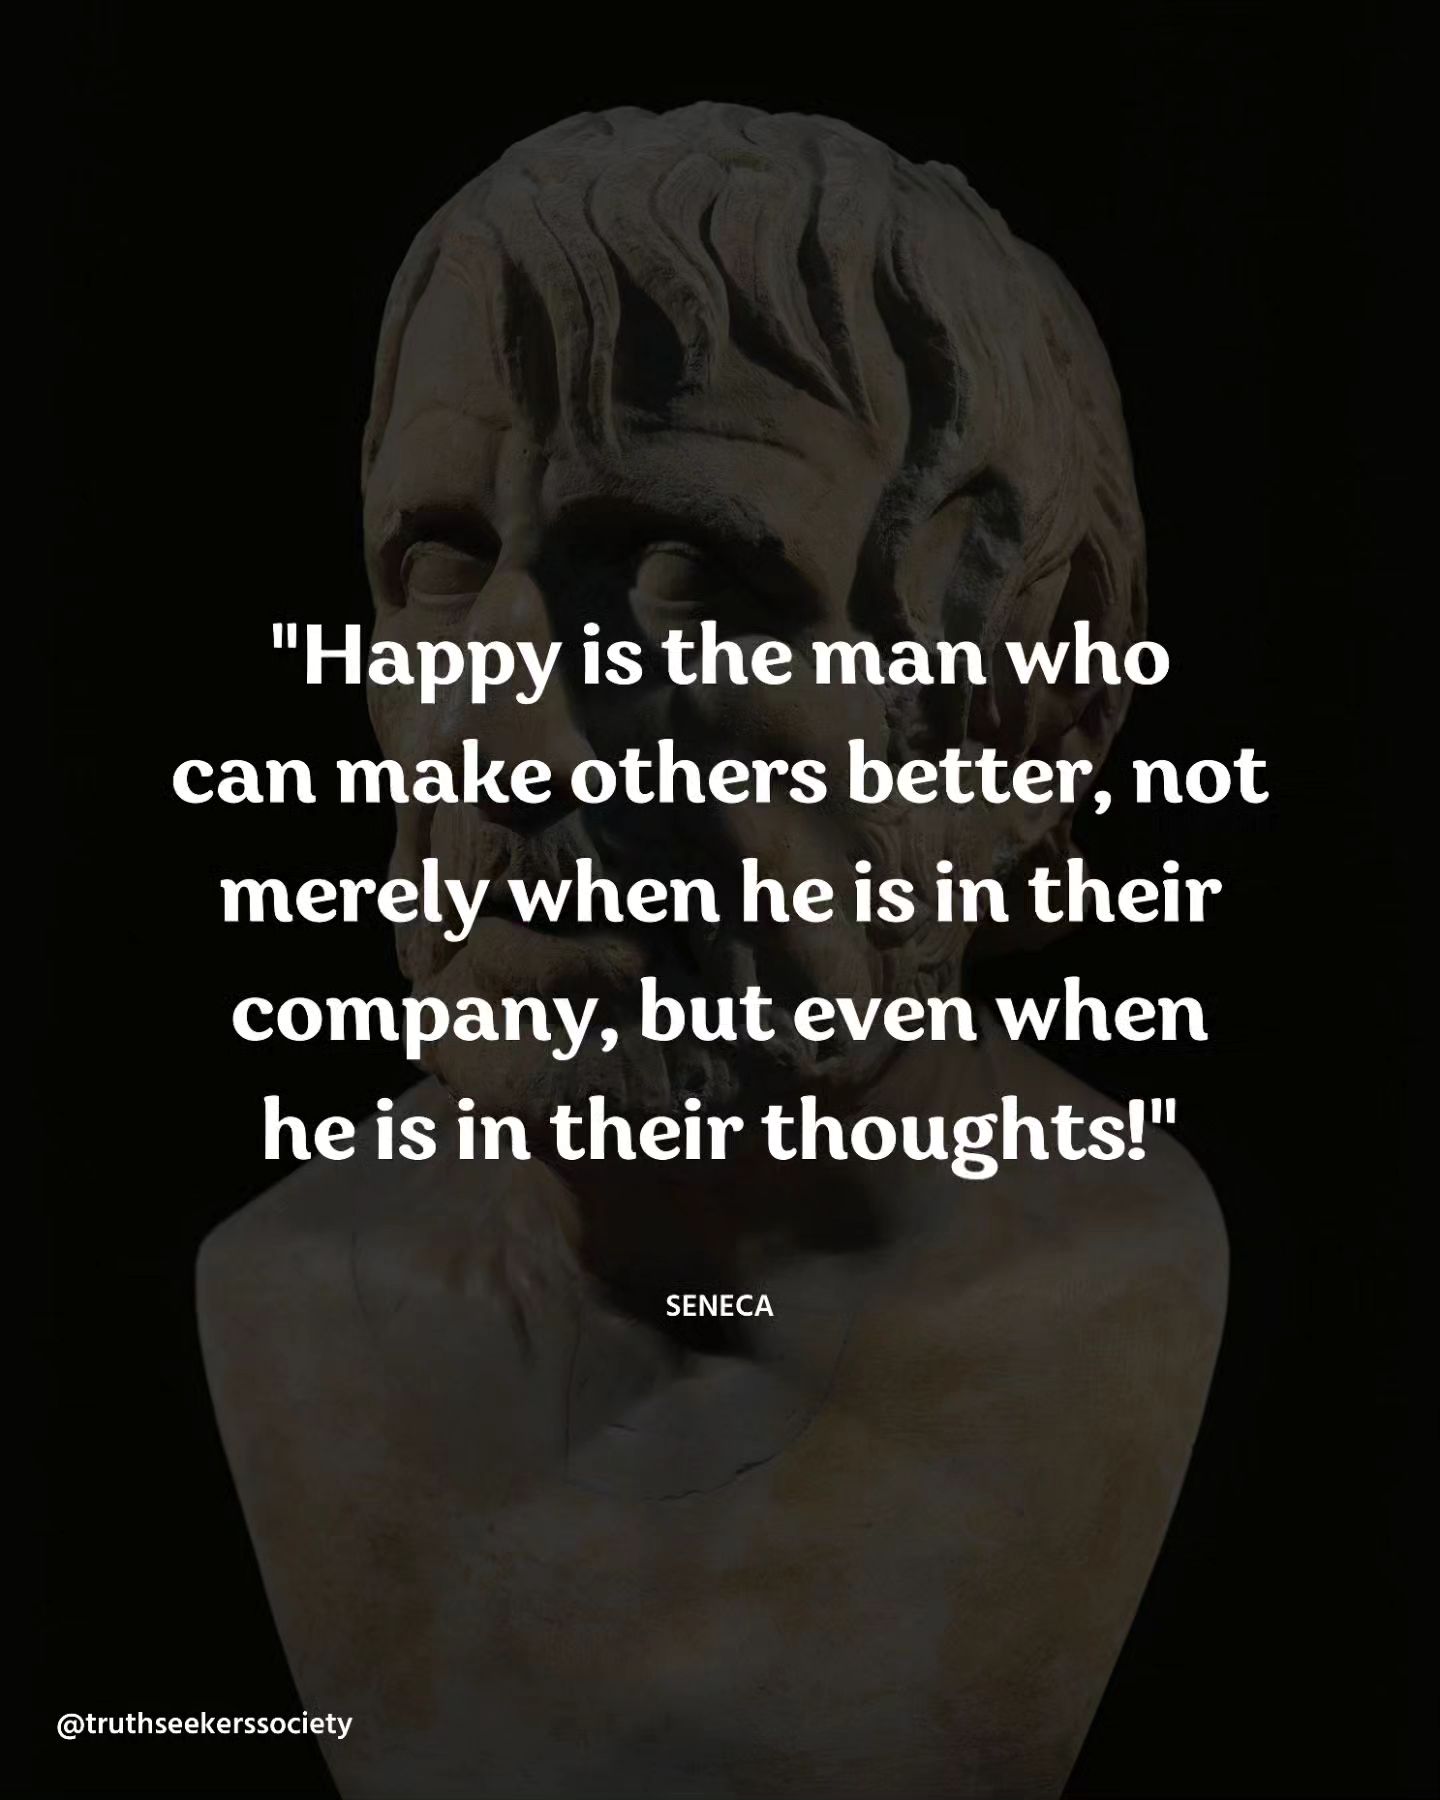 "Happy is the man who
can make others better, not
merely when he is in their
company, but even when
he is in their thoughts!"
SENECA
@truthseekerssociety